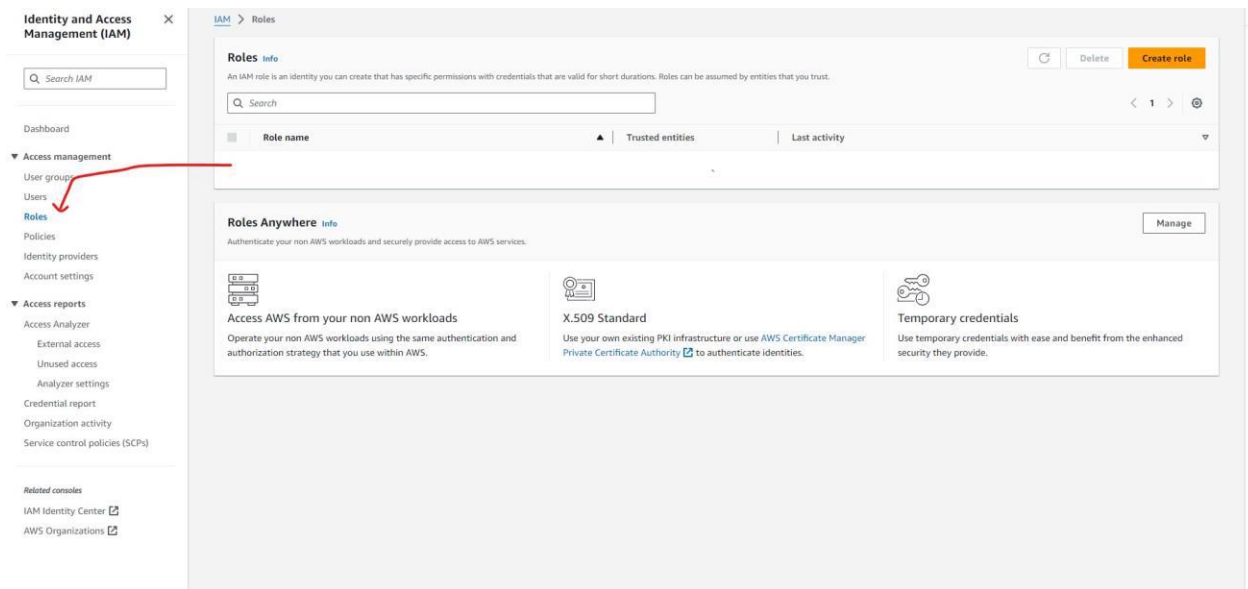 Identity and Access
Management (IAM)
Search IAM
Dashboard
Access management
User groups
Users
Roles
Policies
Identity providers
Account settings
Access reports
Access Analyzer
External access
Unused access
Analyzer settings
Credential report
Organization activity
Service control policies (SCPs)
Related consoles
IAM Identity Center
AWS Organizations
IAM > Roles
Roles Info
Delete
Create role
An IAM role is an identity you can create that has specific permissions with credentials that are valid for short durations. Roles can be assumed by entities that you trust.
Search
1
Role name
Trusted entities
Last activity
Roles Anywhere Info
Manage
Authenticate your non AWS workloads and securely provide access to AWS services.
Access AWS from your non AWS workloads
Operate your non AWS workloads using the same authentication and
authorization strategy that you use within AWS.
X.509 Standard
Use your own existing PKI infrastructure or use AWS Certificate Manager
Private Certificate Authority to authenticate identities.
Temporary credentials
Use temporary credentials with ease and benefit from the enhanced
security they provide.